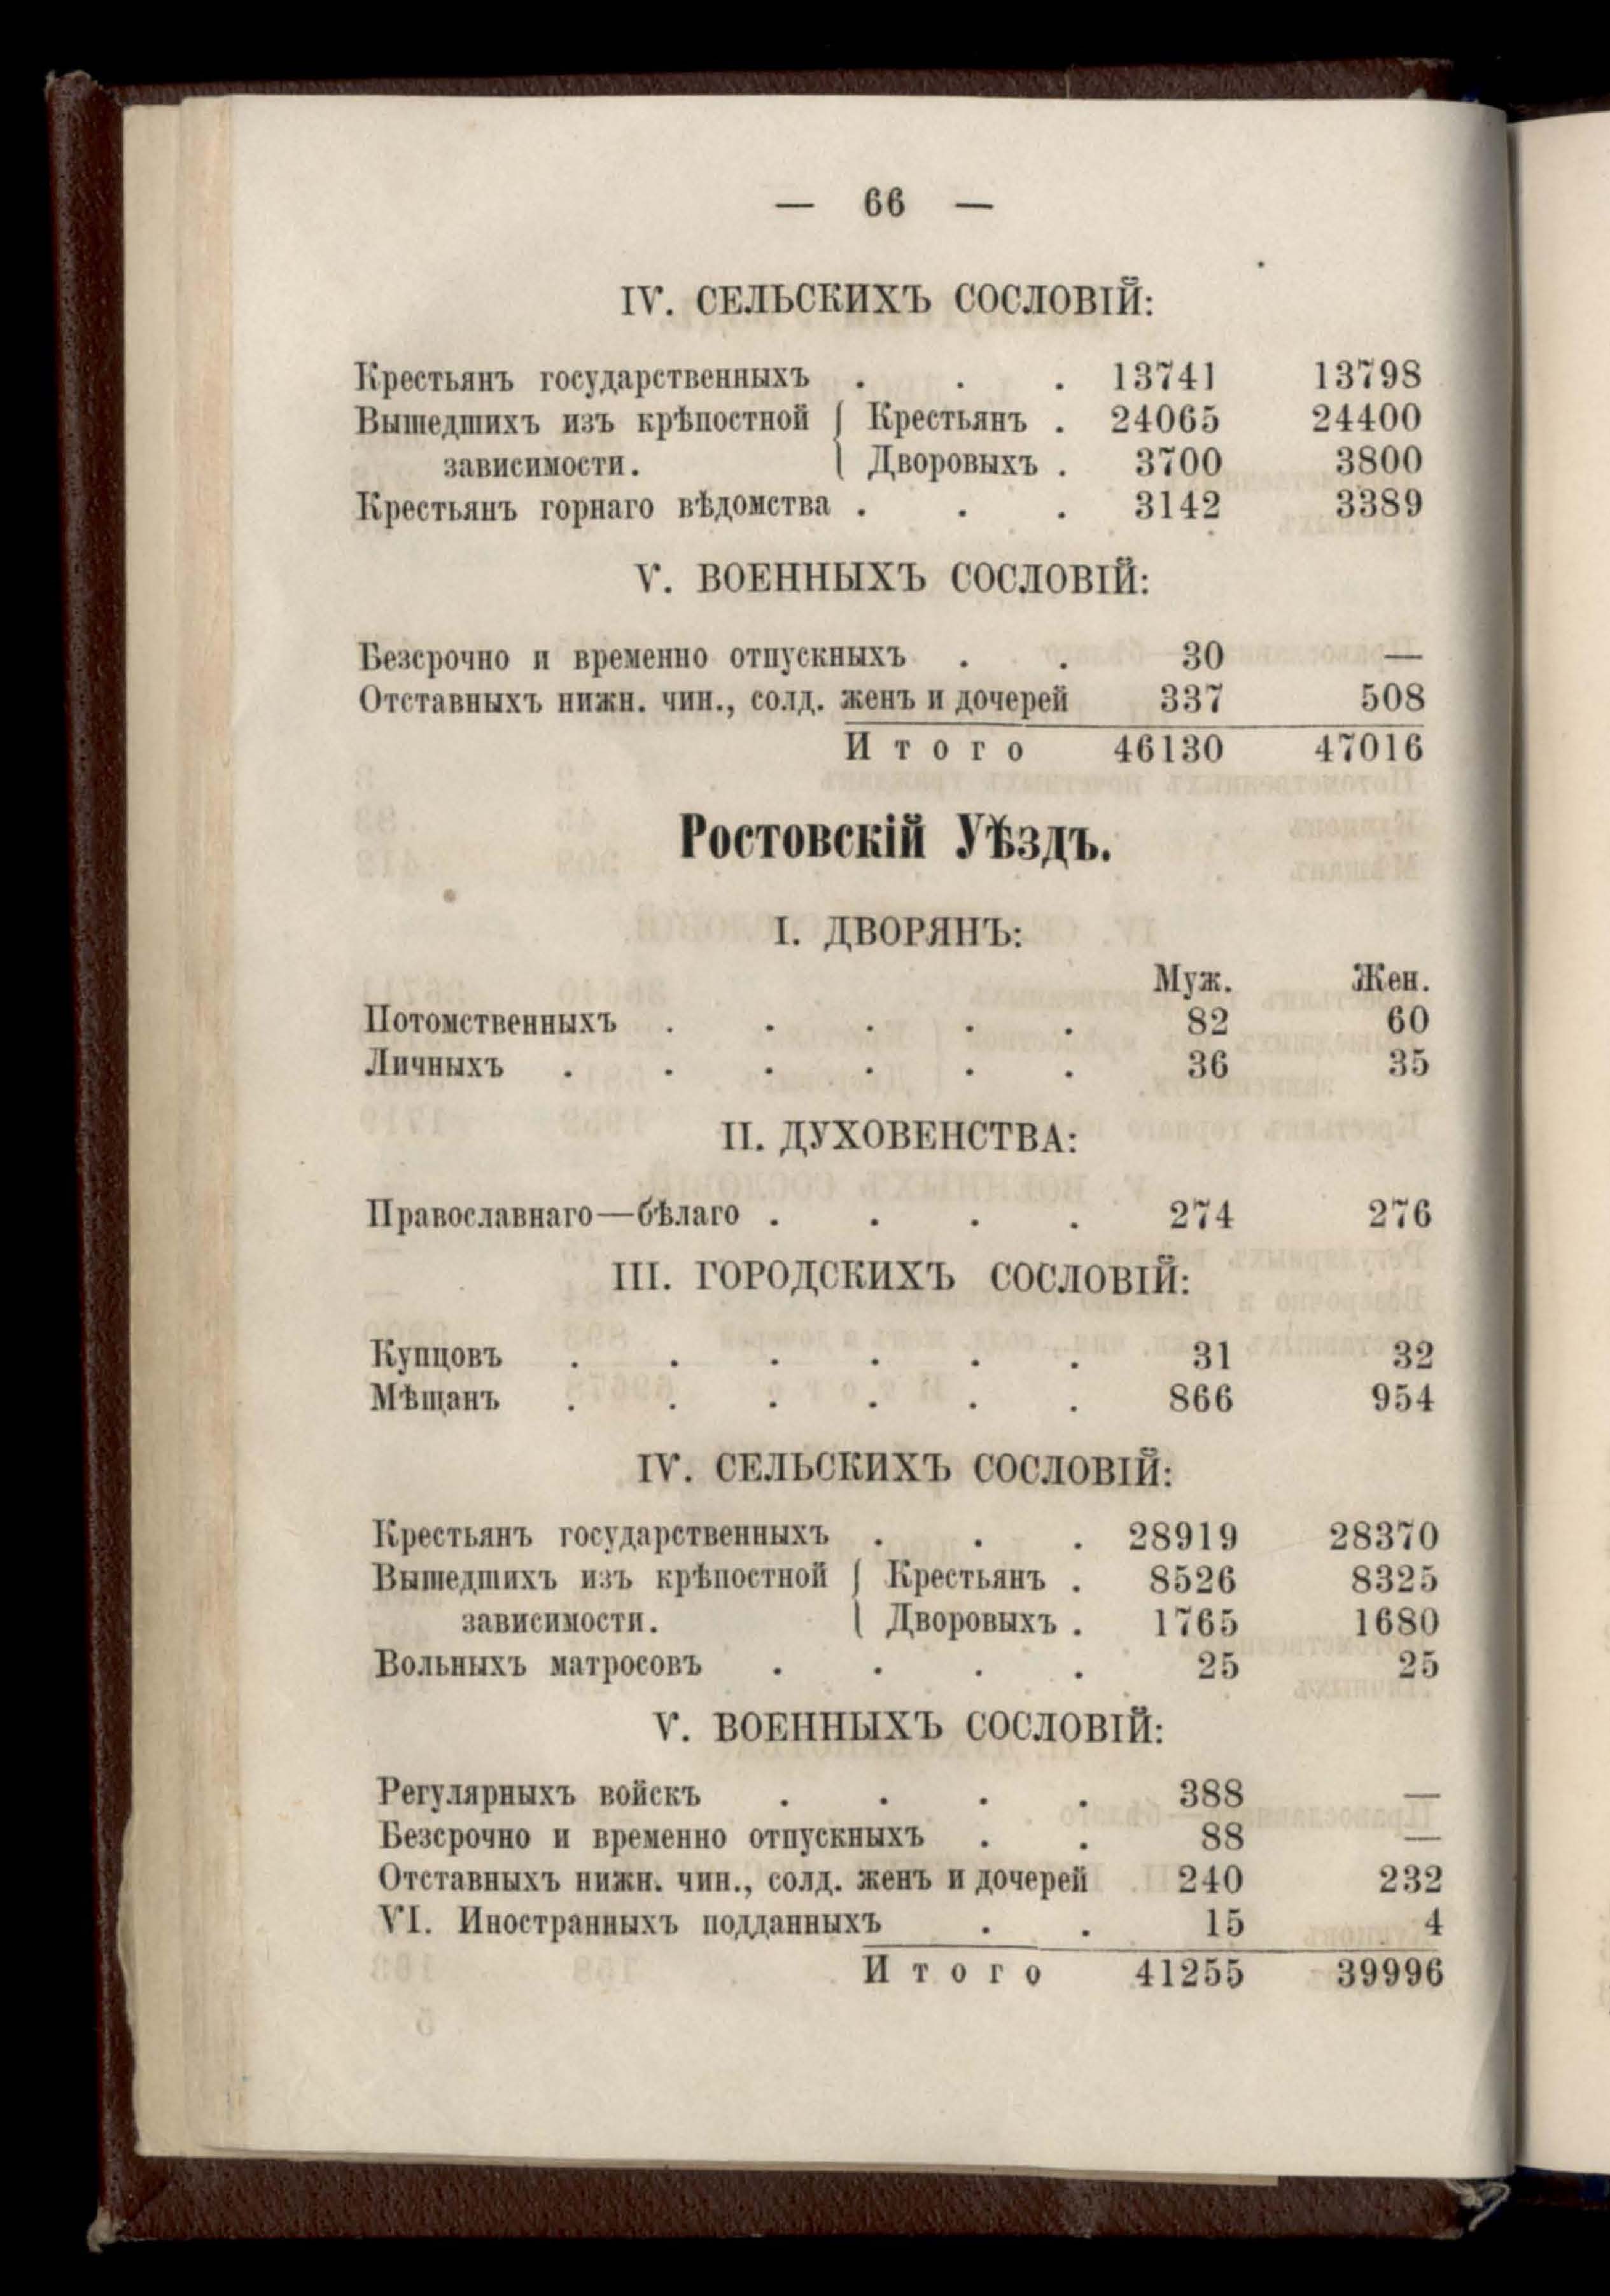 — 66 —
IV. СЕЛЬСКИХЪ СОСЛОВІЙ:
Крестьянъ государственныхъ . . . 13741 13798
Вышедшихъ изъ крѣпостной { Крестьянъ . 24065 24400
зависимости. { Дворовыхъ . 3700 3800
Крестьянъ горнаго вѣдомства . . . 3142 3389
V. ВОЕННЫХЪ СОСЛОВІЙ:
Безсрочно и временно отпускныхъ . . 30 —
Отставныхъ нижн. чин., солд. женъ и дочерей 337 508
Итого 46130 47016
Ростовскій Уѣздъ.
I. ДВОРЯНЪ:
Муж. Жен.
Потомственныхъ . . . . . 82 60
Личныхъ . . . . . . 36 35
II. ДУХОВЕНСТВА:
Православнаго—бѣлаго . . . . 274 276
III. ГОРОДСКИХЪ СОСЛОВІЙ:
Купцовъ . . . . . . 31 32
Мѣщанъ . . . . . . 866 954
IV. СЕЛЬСКИХЪ СОСЛОВІЙ:
Крестьянъ государственныхъ . . . 28919 28370
Вышедшихъ изъ крѣпостной { Крестьянъ . 8526 8325
зависимости. { Дворовыхъ . 1765 1680
Вольныхъ матросовъ . . . . 25 25
V. ВОЕННЫХЪ СОСЛОВІЙ:
Регулярныхъ войскъ . . . . 388 —
Безсрочно и временно отпускныхъ . . 88 —
Отставныхъ нижн. чин., солд. женъ и дочерей 240 232
VI. Иностранныхъ подданныхъ . . 15 4
Итого 41255 39996